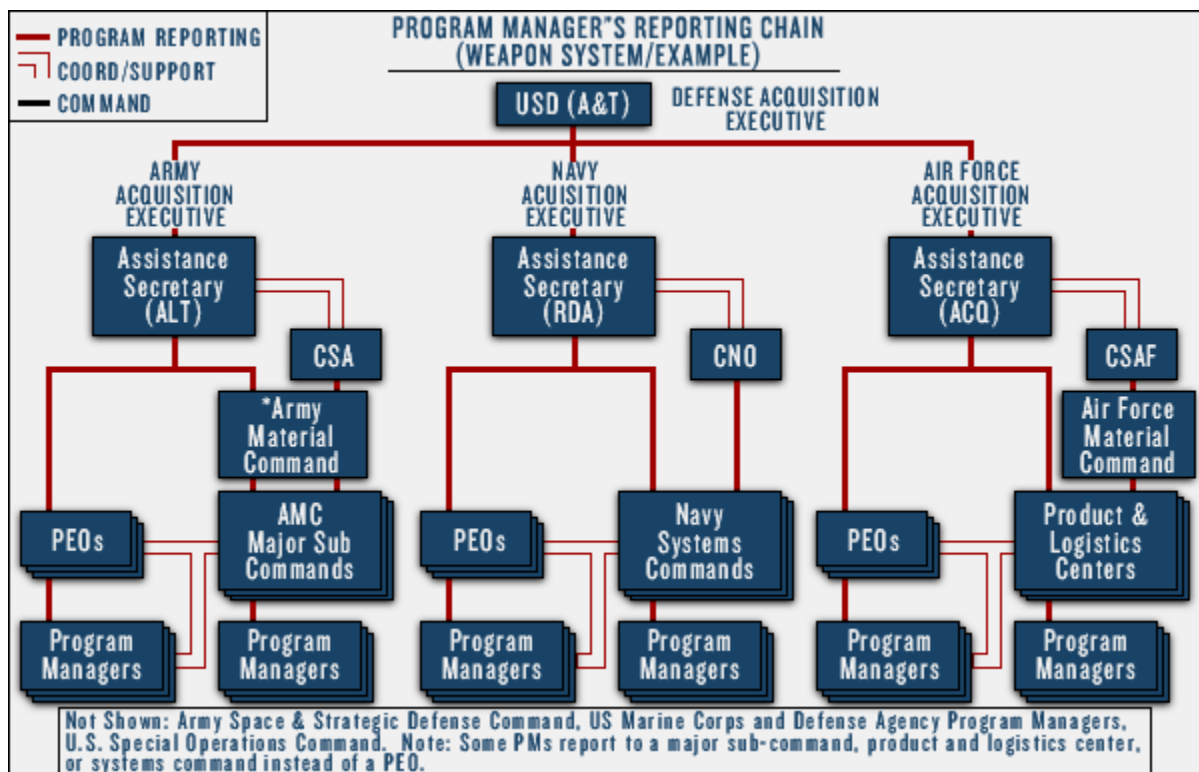 PROGRAM REPORTING
COORD/SUPPORT
COMMAND
PROGRAM MANAGER"S REPORTING CHAIN
(WEAPON SYSTEM/EXAMPLE)
USD (A&T)
DEFENSE ACQUISITION
EXECUTIVE
ARMY
ACQUISITION
EXECUTIVE
NAVY
ACUISITION
EXECUTIVE
AIR FORCE
ACQUISITION
EXECUTIVE
Assistance
Secretary
(ALT)
Assistance
Secretary
(RDA)
Assistance
Secretary
(ACQ)
CSA
CNO
CSAF
*Army
Material
Command
Air Force
Material
Command
PEOs
AMC
Major Sub
Commands
PEOs
Navy
Systems
Commands
PEOs
Product &
Logistics
Centers
Program
Managers
Program
Managers
Program
Managers
Program
Managers
Program
Managers
Program
Managers
Not Shown: Army Space & Strategic Defense Command, US Marine Corps and Defense Agency Program Managers,
U.S. Special Operations Command. Note: Some PMs report to a major sub-command, product and logistics center,
or systems command instead of a PEO.